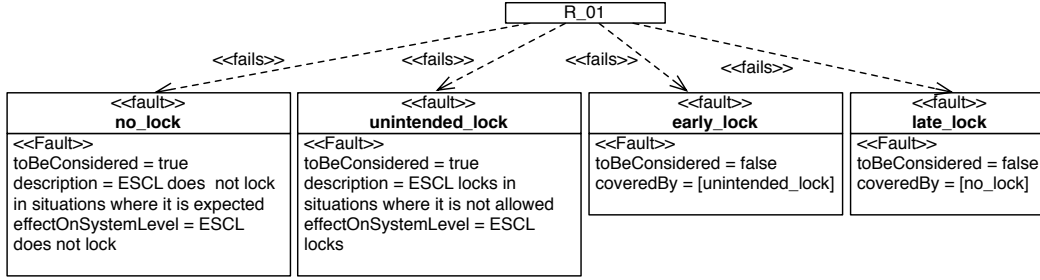 R_01
<<fails>>
<<fails>>
<<fails>>
<<fails>>
<<fault>>
no_lock
<<Fault>>
toBeConsidered = true
description = ESCL does  not lock
in situations where it is expected
effectOnSystemLevel = ESCL
does not lock
<<fault>>
unintended_lock
<<Fault>>
toBeConsidered = true
description = ESCL locks in
situations where it is not allowed
effectOnSystemLevel = ESCL
locks
<<fault>>
early_lock
<<Fault>>
toBeConsidered = false
coveredBy = [unintended_lock]
<<fault>>
late_lock
<<Fault>>
toBeConsidered = false
coveredBy = [no_lock]